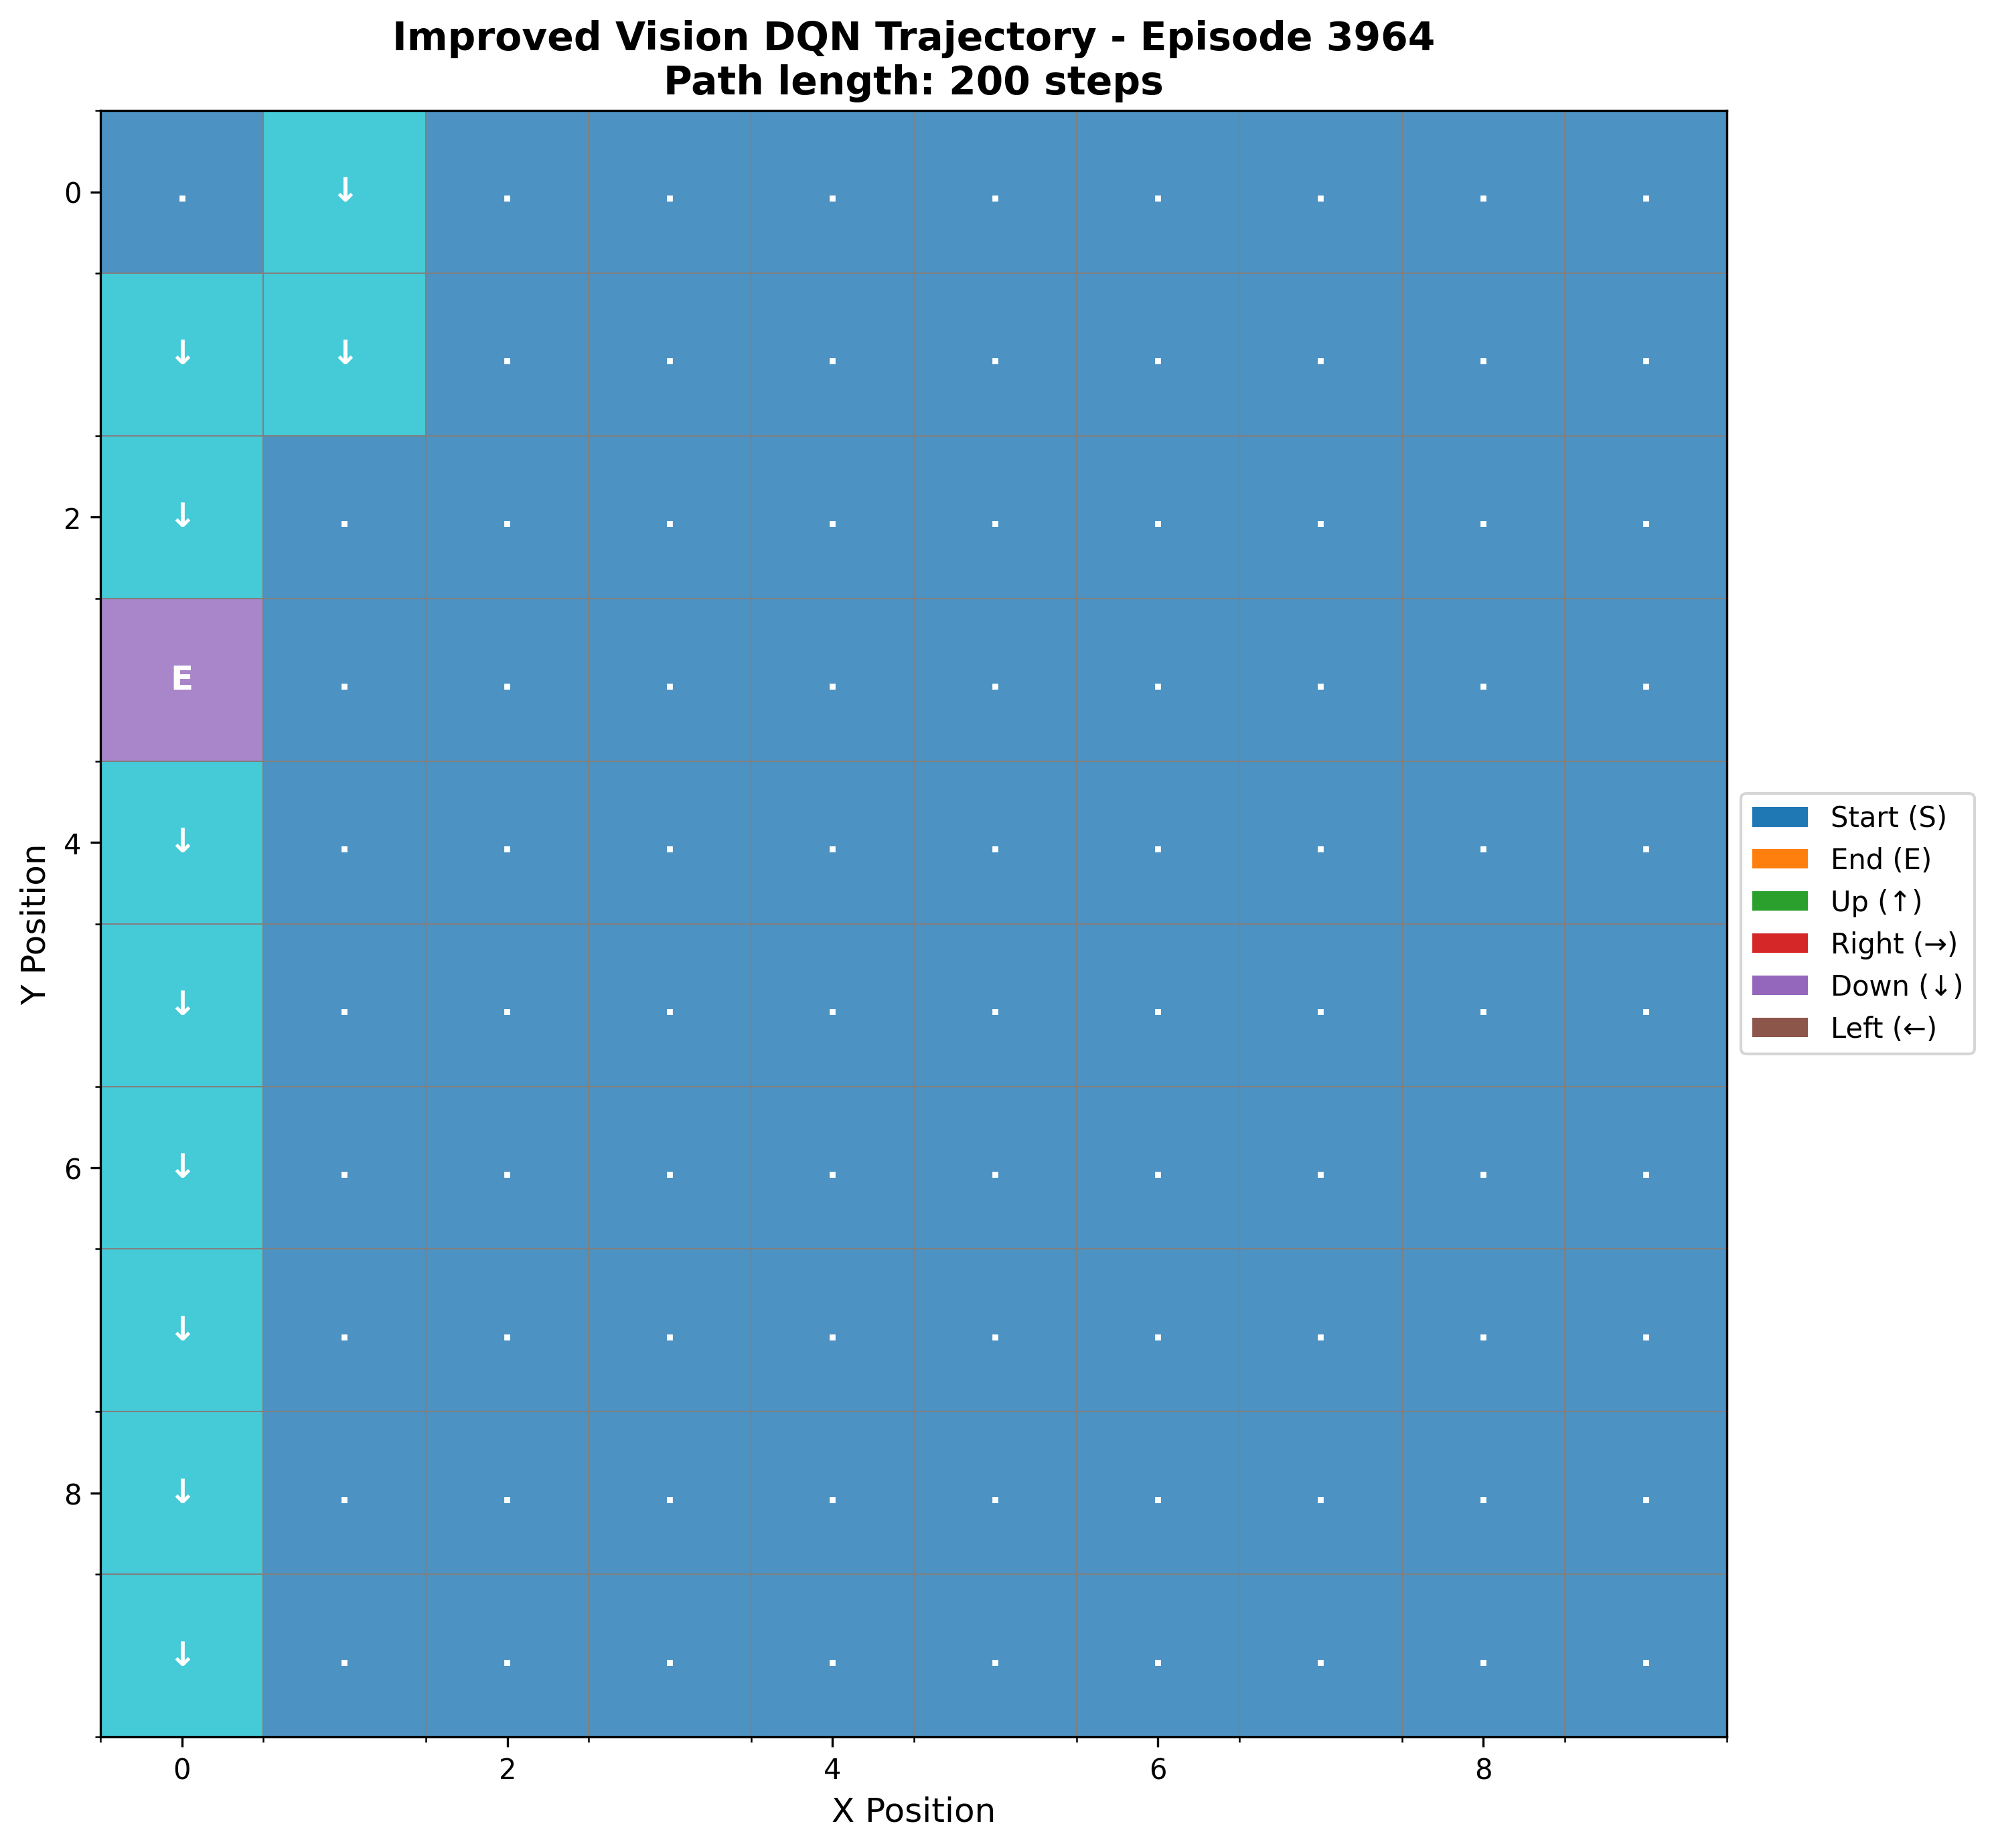 Improved Vision DQN Trajectory - Episode 3964
Path length: 200 steps
0 . ↓ . . . . . . . .
↓ ↓ . . . . . . . .
2 ↓ . . . . . . . . .
E . . . . . . . . .
4 ↓ . . . . . . . . .
↓ . . . . . . . . .
6 ↓ . . . . . . . . .
↓ . . . . . . . . .
8 ↓ . . . . . . . . .
↓ . . . . . . . . .
0 2 4 6 8
X Position
Y Position
Start (S)
End (E)
Up (↑)
Right (→)
Down (↓)
Left (←)